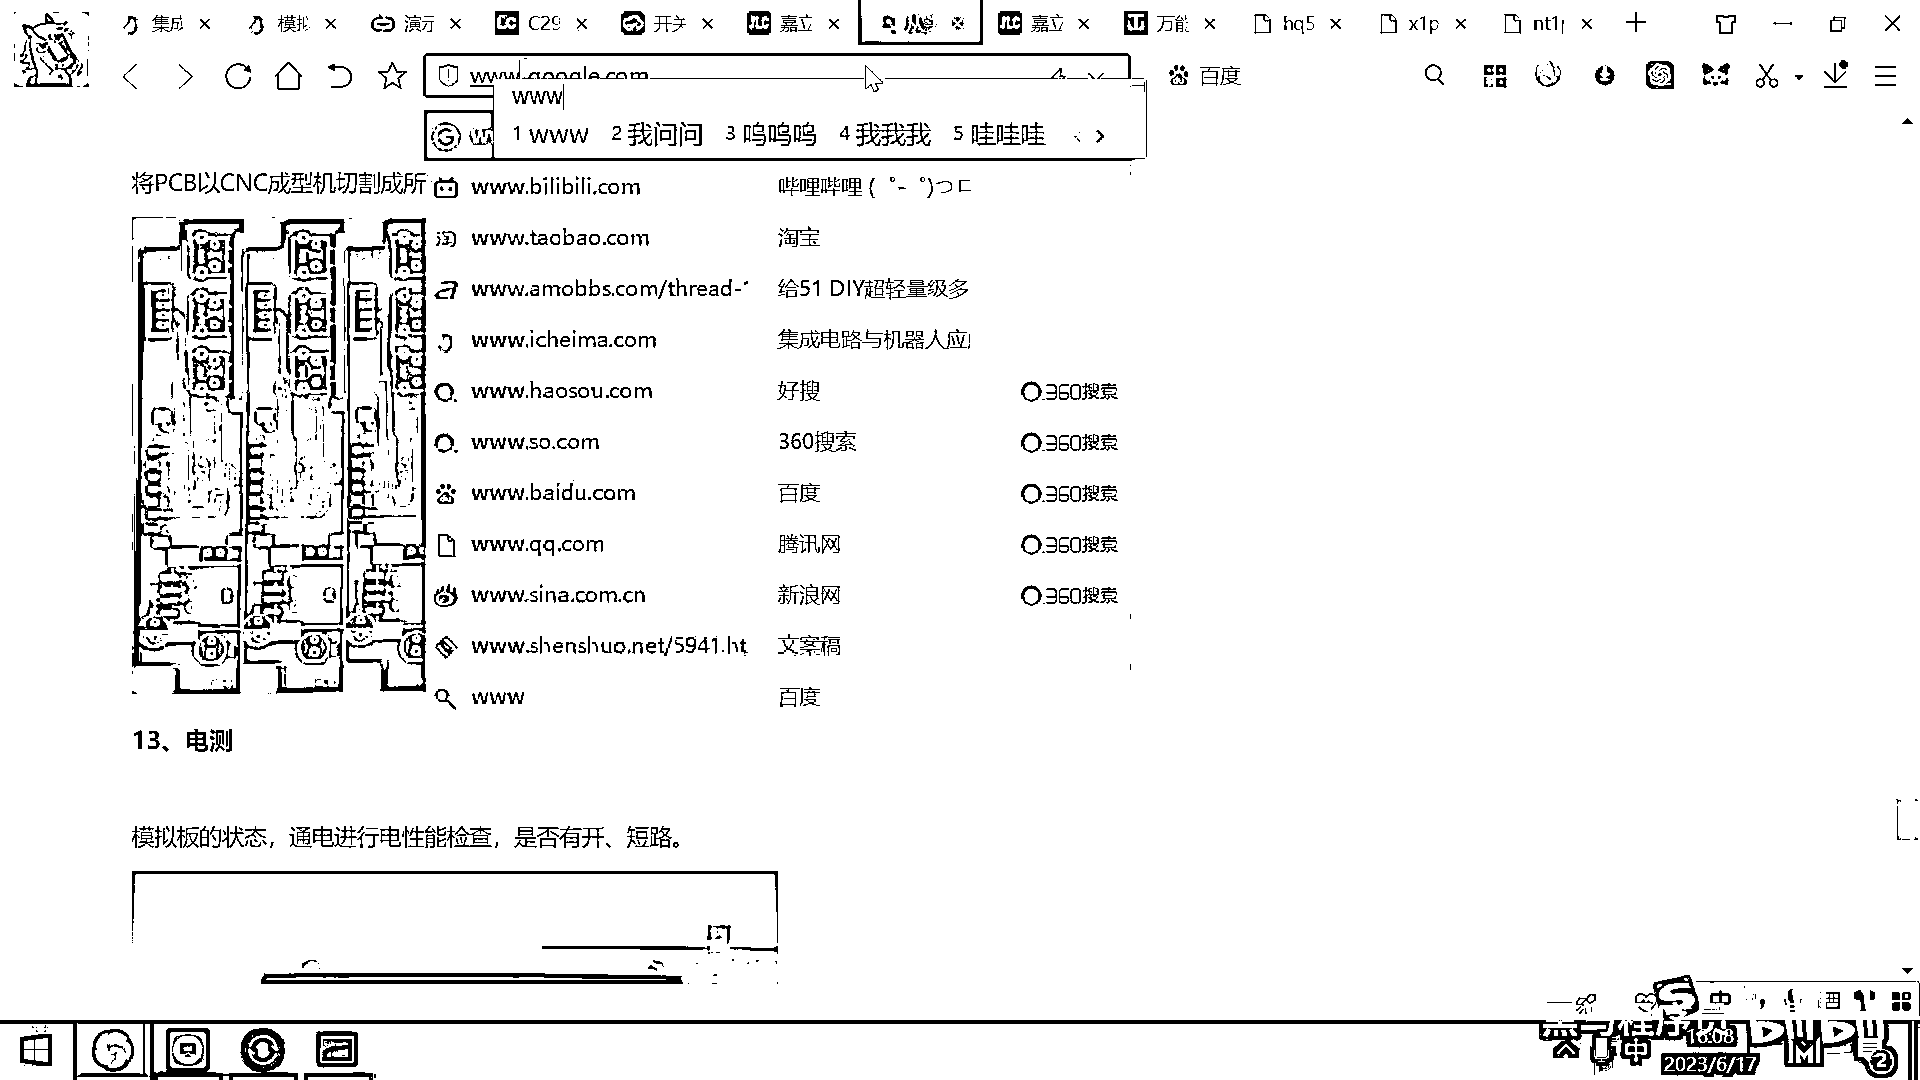 集成 模拟 演示 C29 开关 嘉立 嘉立 万能 hq5 x1p nt1
www.google.com 百度
www
1 www 2 我问问 3 呜呜呜 4 我我我 5 哇哇哇
将PCB以CNC成型机切割成所
www.bilibili.com 哔哩哔哩 ( ゜- ゜)つロ
www.taobao.com 淘宝
www.amobbs.com/thread- 给51 DIY超轻量级多
www.icheima.com 集成电路与机器人应
www.haosou.com 好搜 360搜索
www.so.com 360搜索 360搜索
www.baidu.com 百度 360搜索
www.qq.com 腾讯网 360搜索
www.sina.com.cn 新浪网 360搜索
www.shenshuo.net/5941.ht 文案稿
www 百度
13、电测
模拟板的状态，通电进行电性能检查，是否有开、短路。
中
中 16:08
2023/6/17 2